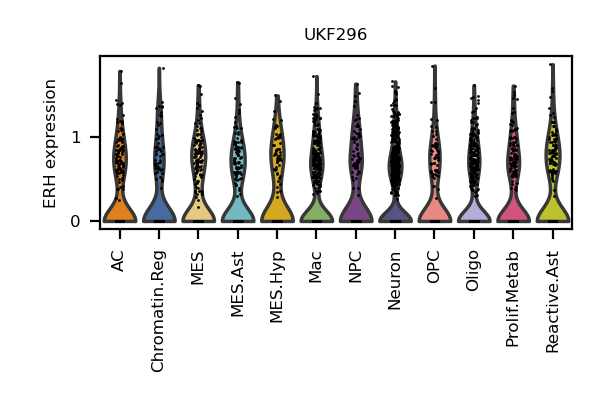 UKF296
ERH expression
1
0
AC
Chromatin.Reg
MES
MES.Ast
MES.Hyp
Mac
NPC
Neuron
OPC
Oligo
Prolif.Metab
Reactive.Ast